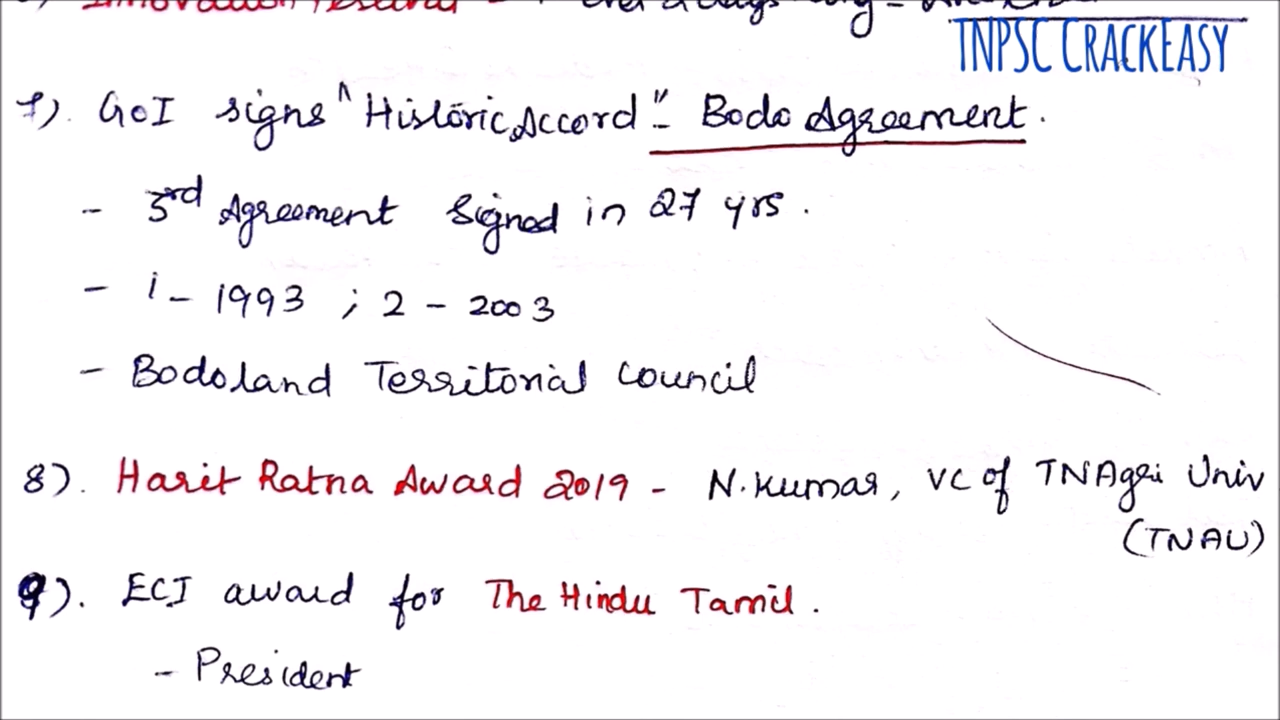 TNPSC CRACKEASY
7). GoI signs "Historic Accord" - Bodo Agreement.
- 3rd Agreement Signed in 27 yrs.
- 1 - 1993 ; 2 - 2003
- Bodoland Territorial Council
8). Harit Ratna Award 2019 - N. Kumar, VC of TNAgri Univ
(TNAU)
9). ECI award for The Hindu Tamil.
- President